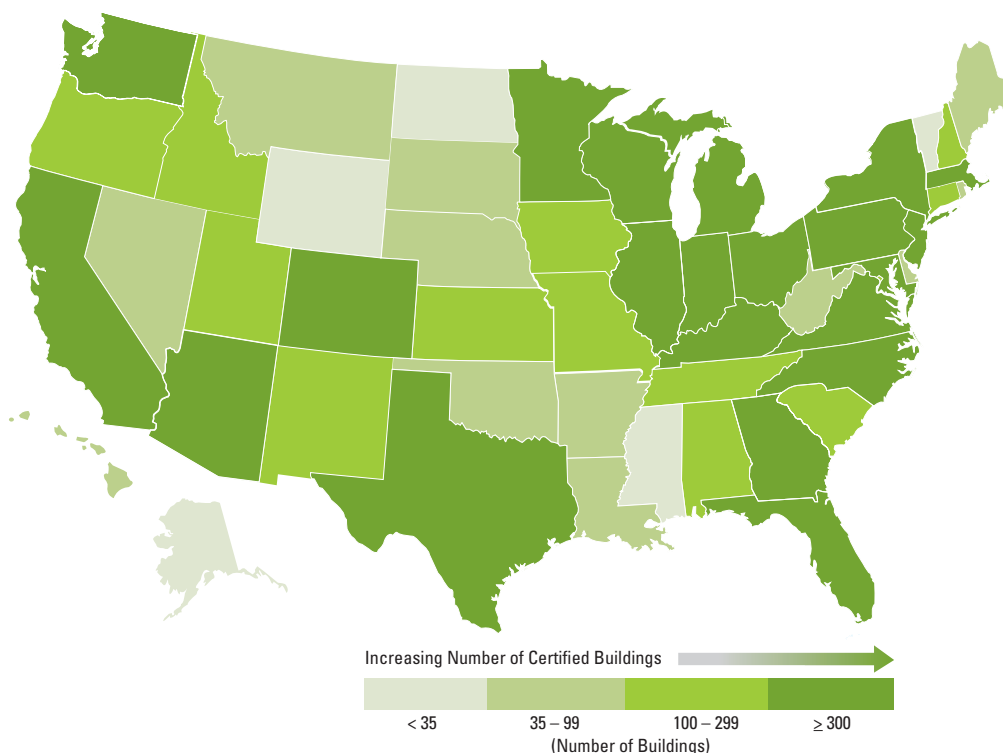 Increasing Number of Certified Buildings
< 35
35 – 99
100 – 299
≥ 300
(Number of Buildings)